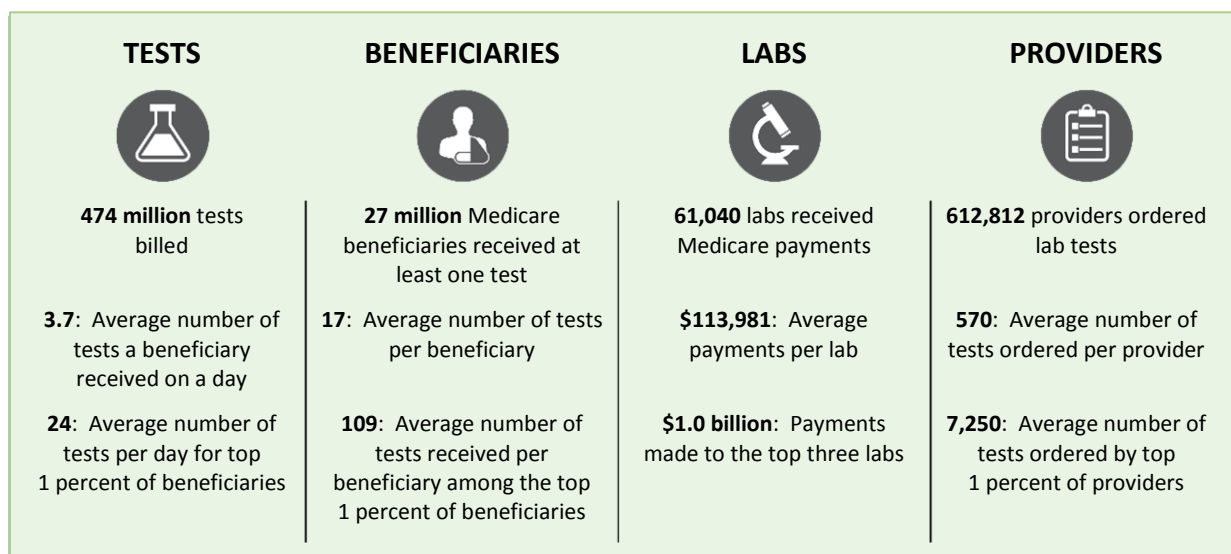 TESTS
474 million tests
billed
3.7: Average number of
tests a beneficiary
received on a day
24: Average number of
tests per day for top
1 percent of beneficiaries
BENEFICIARIES
27 million Medicare
beneficiaries received at
least one test
17: Average number of tests
per beneficiary
109: Average number of
tests received per
beneficiary among the top
1 percent of beneficiaries
LABS
61,040 labs received
Medicare payments
$113,981: Average
payments per lab
$1.0 billion: Payments
made to the top three labs
PROVIDERS
612,812 providers ordered
lab tests
570: Average number of
tests ordered per provider
7,250: Average number of
tests ordered by top
1 percent of providers